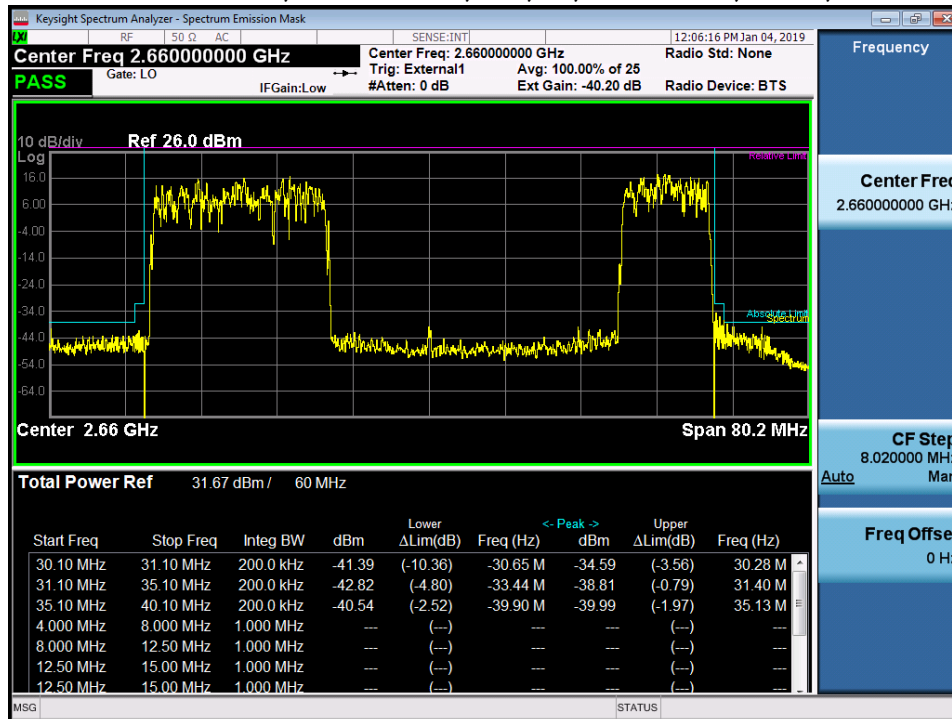 Keysight Spectrum Analyzer - Spectrum Emission Mask
LXI RF 50 Ω AC SENSE:INT 12:06:16 PM Jan 04, 2019
Center Freq 2.660000000 GHz Center Freq: 2.660000000 GHz Radio Std: None
Gate: LO Trig: External1 Avg: 100.00% of 25
PASS IFGain:Low #Atten: 0 dB Ext Gain: -40.20 dB Radio Device: BTS
10 dB/div Ref 26.0 dBm
Log
Relative Limit
16.0
6.00
-4.00
-14.0
-24.0
-34.0
Absolute Limit
Spectrum
-44.0
-54.0
-64.0
Center 2.66 GHz Span 80.2 MHz
Total Power Ref 31.67 dBm / 60 MHz
Lower <- Peak -> Upper
Start Freq Stop Freq Integ BW dBm ΔLim(dB) Freq (Hz) dBm ΔLim(dB) Freq (Hz)
30.10 MHz 31.10 MHz 200.0 kHz -41.39 (-10.36) -30.65 M -34.59 (-3.56) 30.28 M
31.10 MHz 35.10 MHz 200.0 kHz -42.82 (-4.80) -33.44 M -38.81 (-0.79) 31.40 M
35.10 MHz 40.10 MHz 200.0 kHz -40.54 (-2.52) -39.90 M -39.99 (-1.97) 35.13 M
4.000 MHz 8.000 MHz 1.000 MHz --- (---) --- --- (---) ---
8.000 MHz 12.50 MHz 1.000 MHz --- (---) --- --- (---) ---
12.50 MHz 15.00 MHz 1.000 MHz --- (---) --- --- (---) ---
12.50 MHz 15.00 MHz 1.000 MHz --- (---) --- --- (---) ---
MSG STATUS
Frequency
Center Freq
2.660000000 GHz
CF Step
8.020000 MHz
Auto Man
Freq Offset
0 Hz